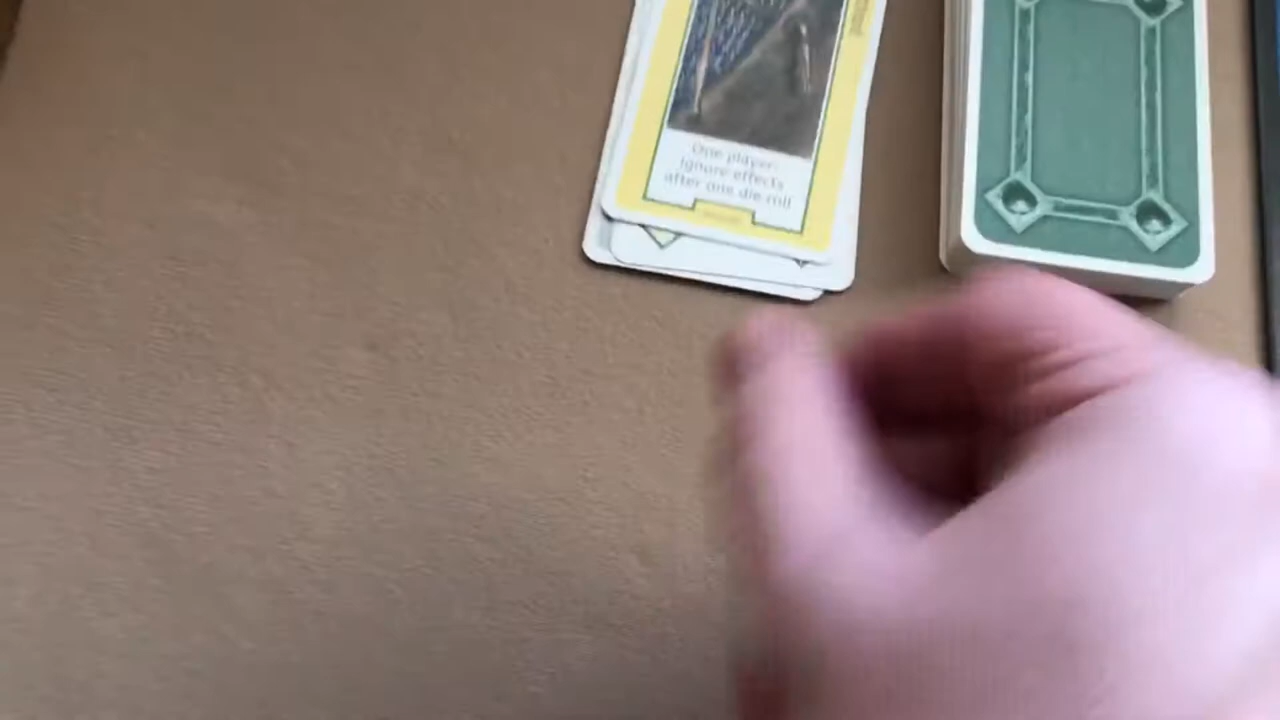 One player:
ignore effects
after one die roll